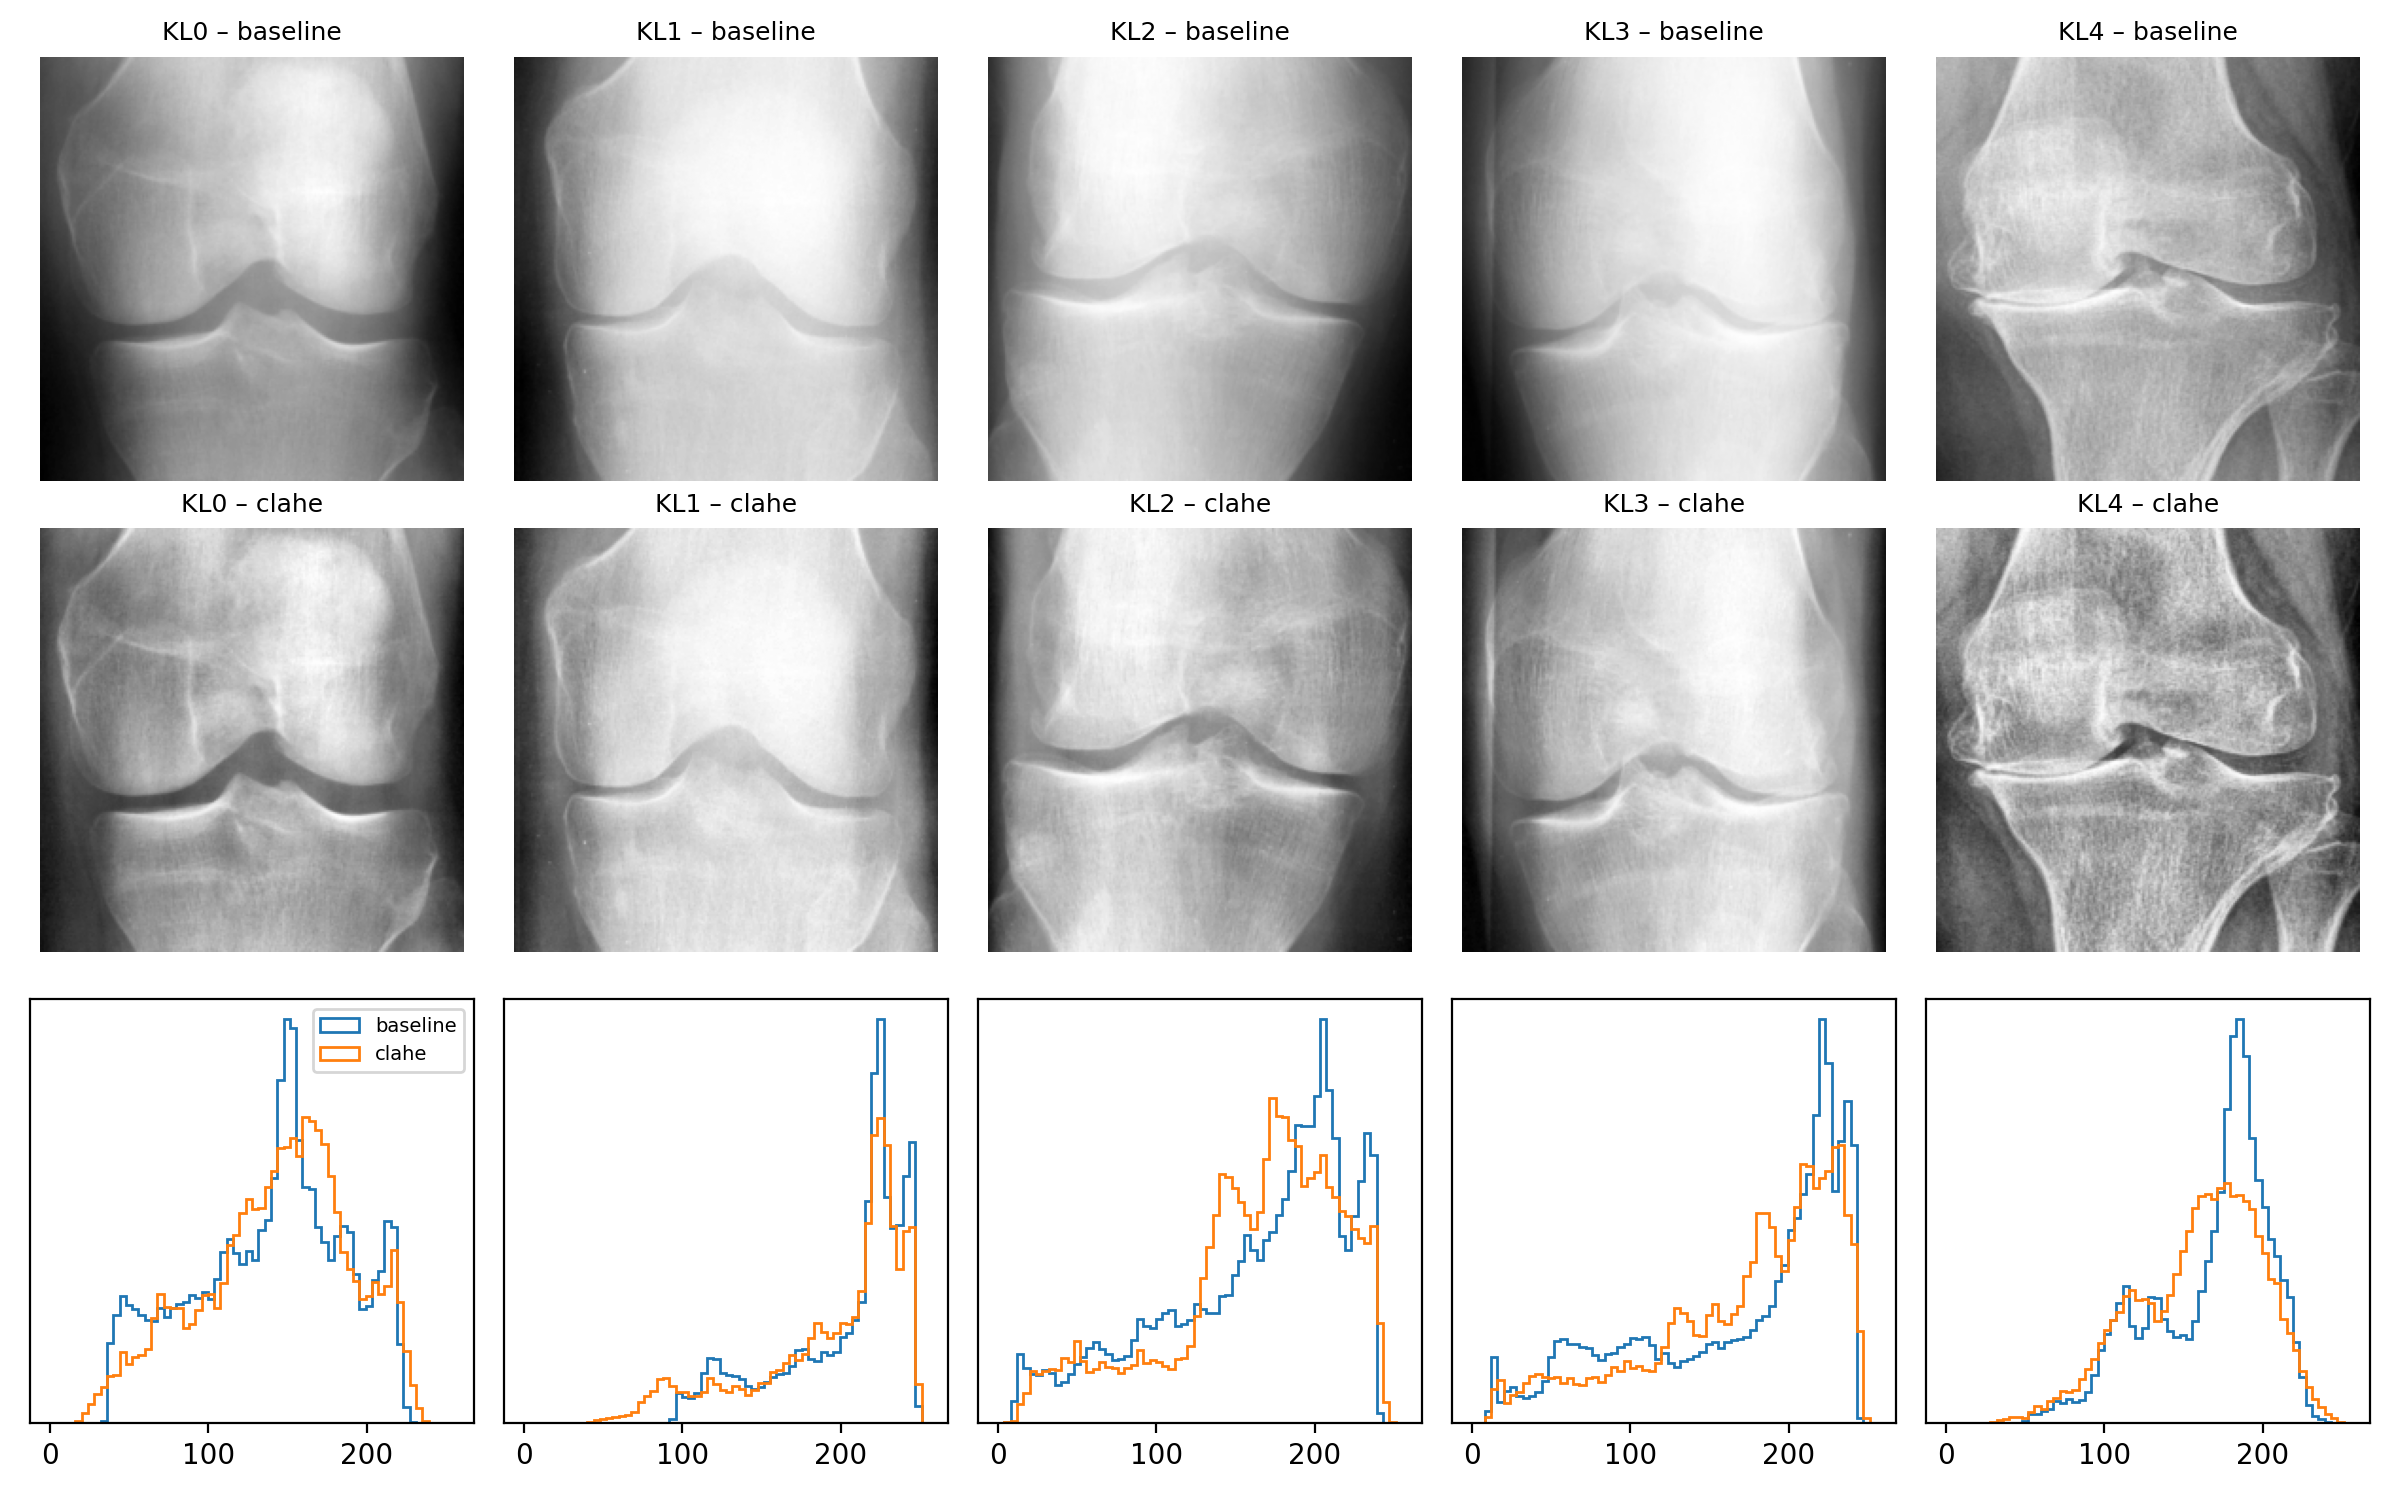 KL0 – baseline
KL1 – baseline
KL2 – baseline
KL3 – baseline
KL4 – baseline
KL0 – clahe
KL1 – clahe
KL2 – clahe
KL3 – clahe
KL4 – clahe
baseline
clahe
0 100 200
0 100 200
0 100 200
0 100 200
0 100 200